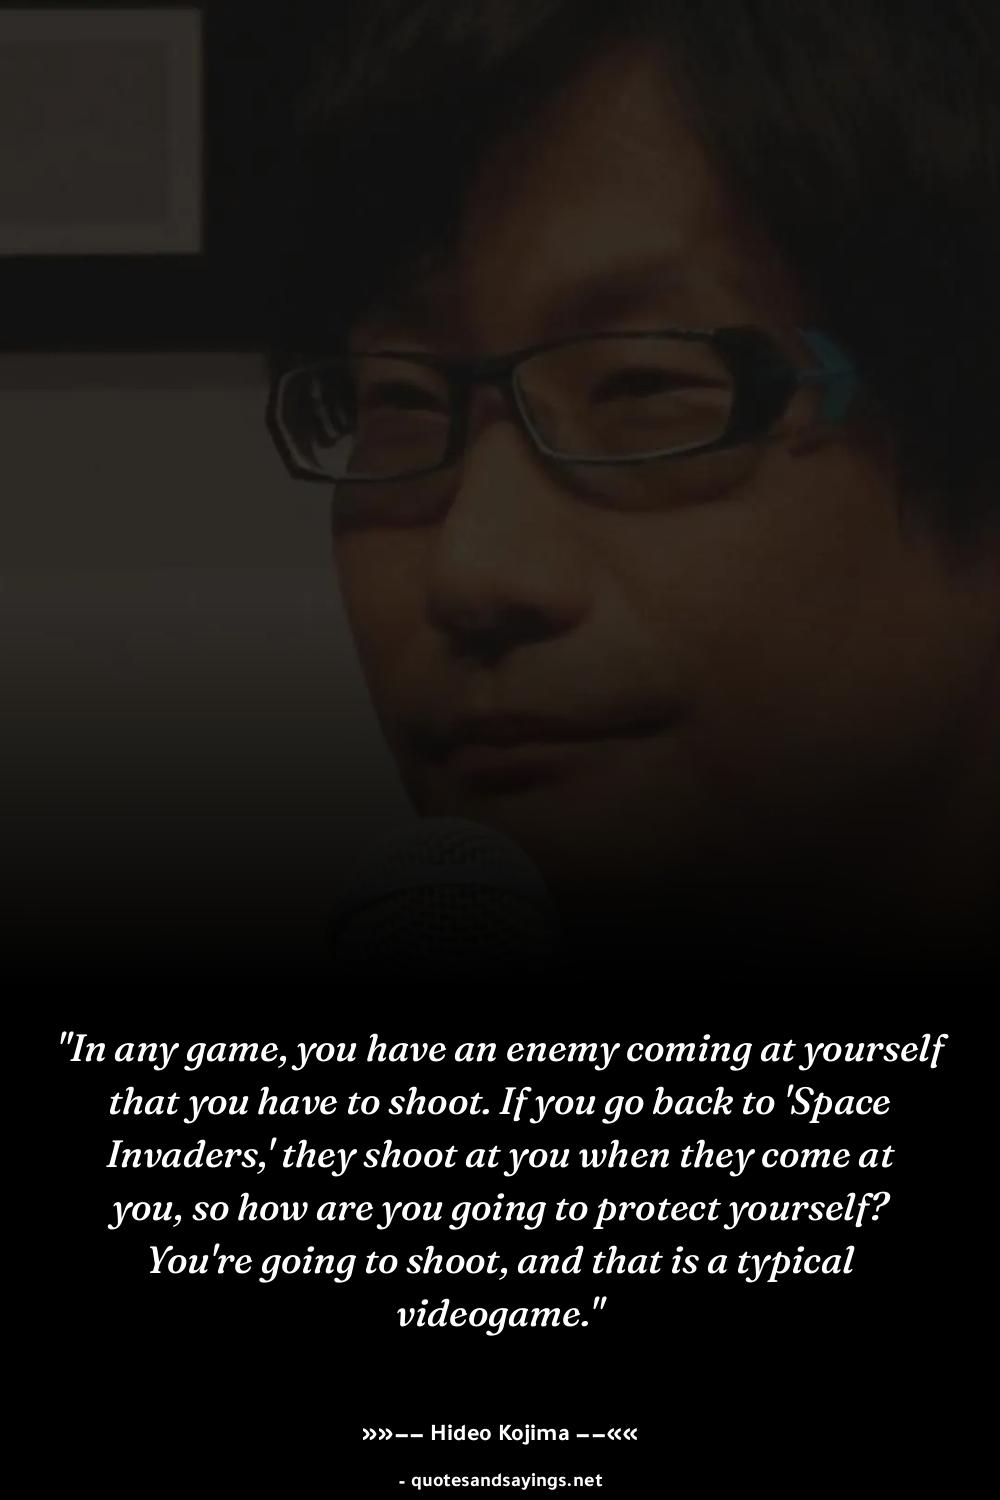 "In any game, you have an enemy coming at yourself
that you have to shoot. If you go back to 'Space
Invaders,' they shoot at you when they come at
you, so how are you going to protect yourself?
You're going to shoot, and that is a typical
videogame."
»»−− Hideo Kojima −−««
- quotesandsayings.net